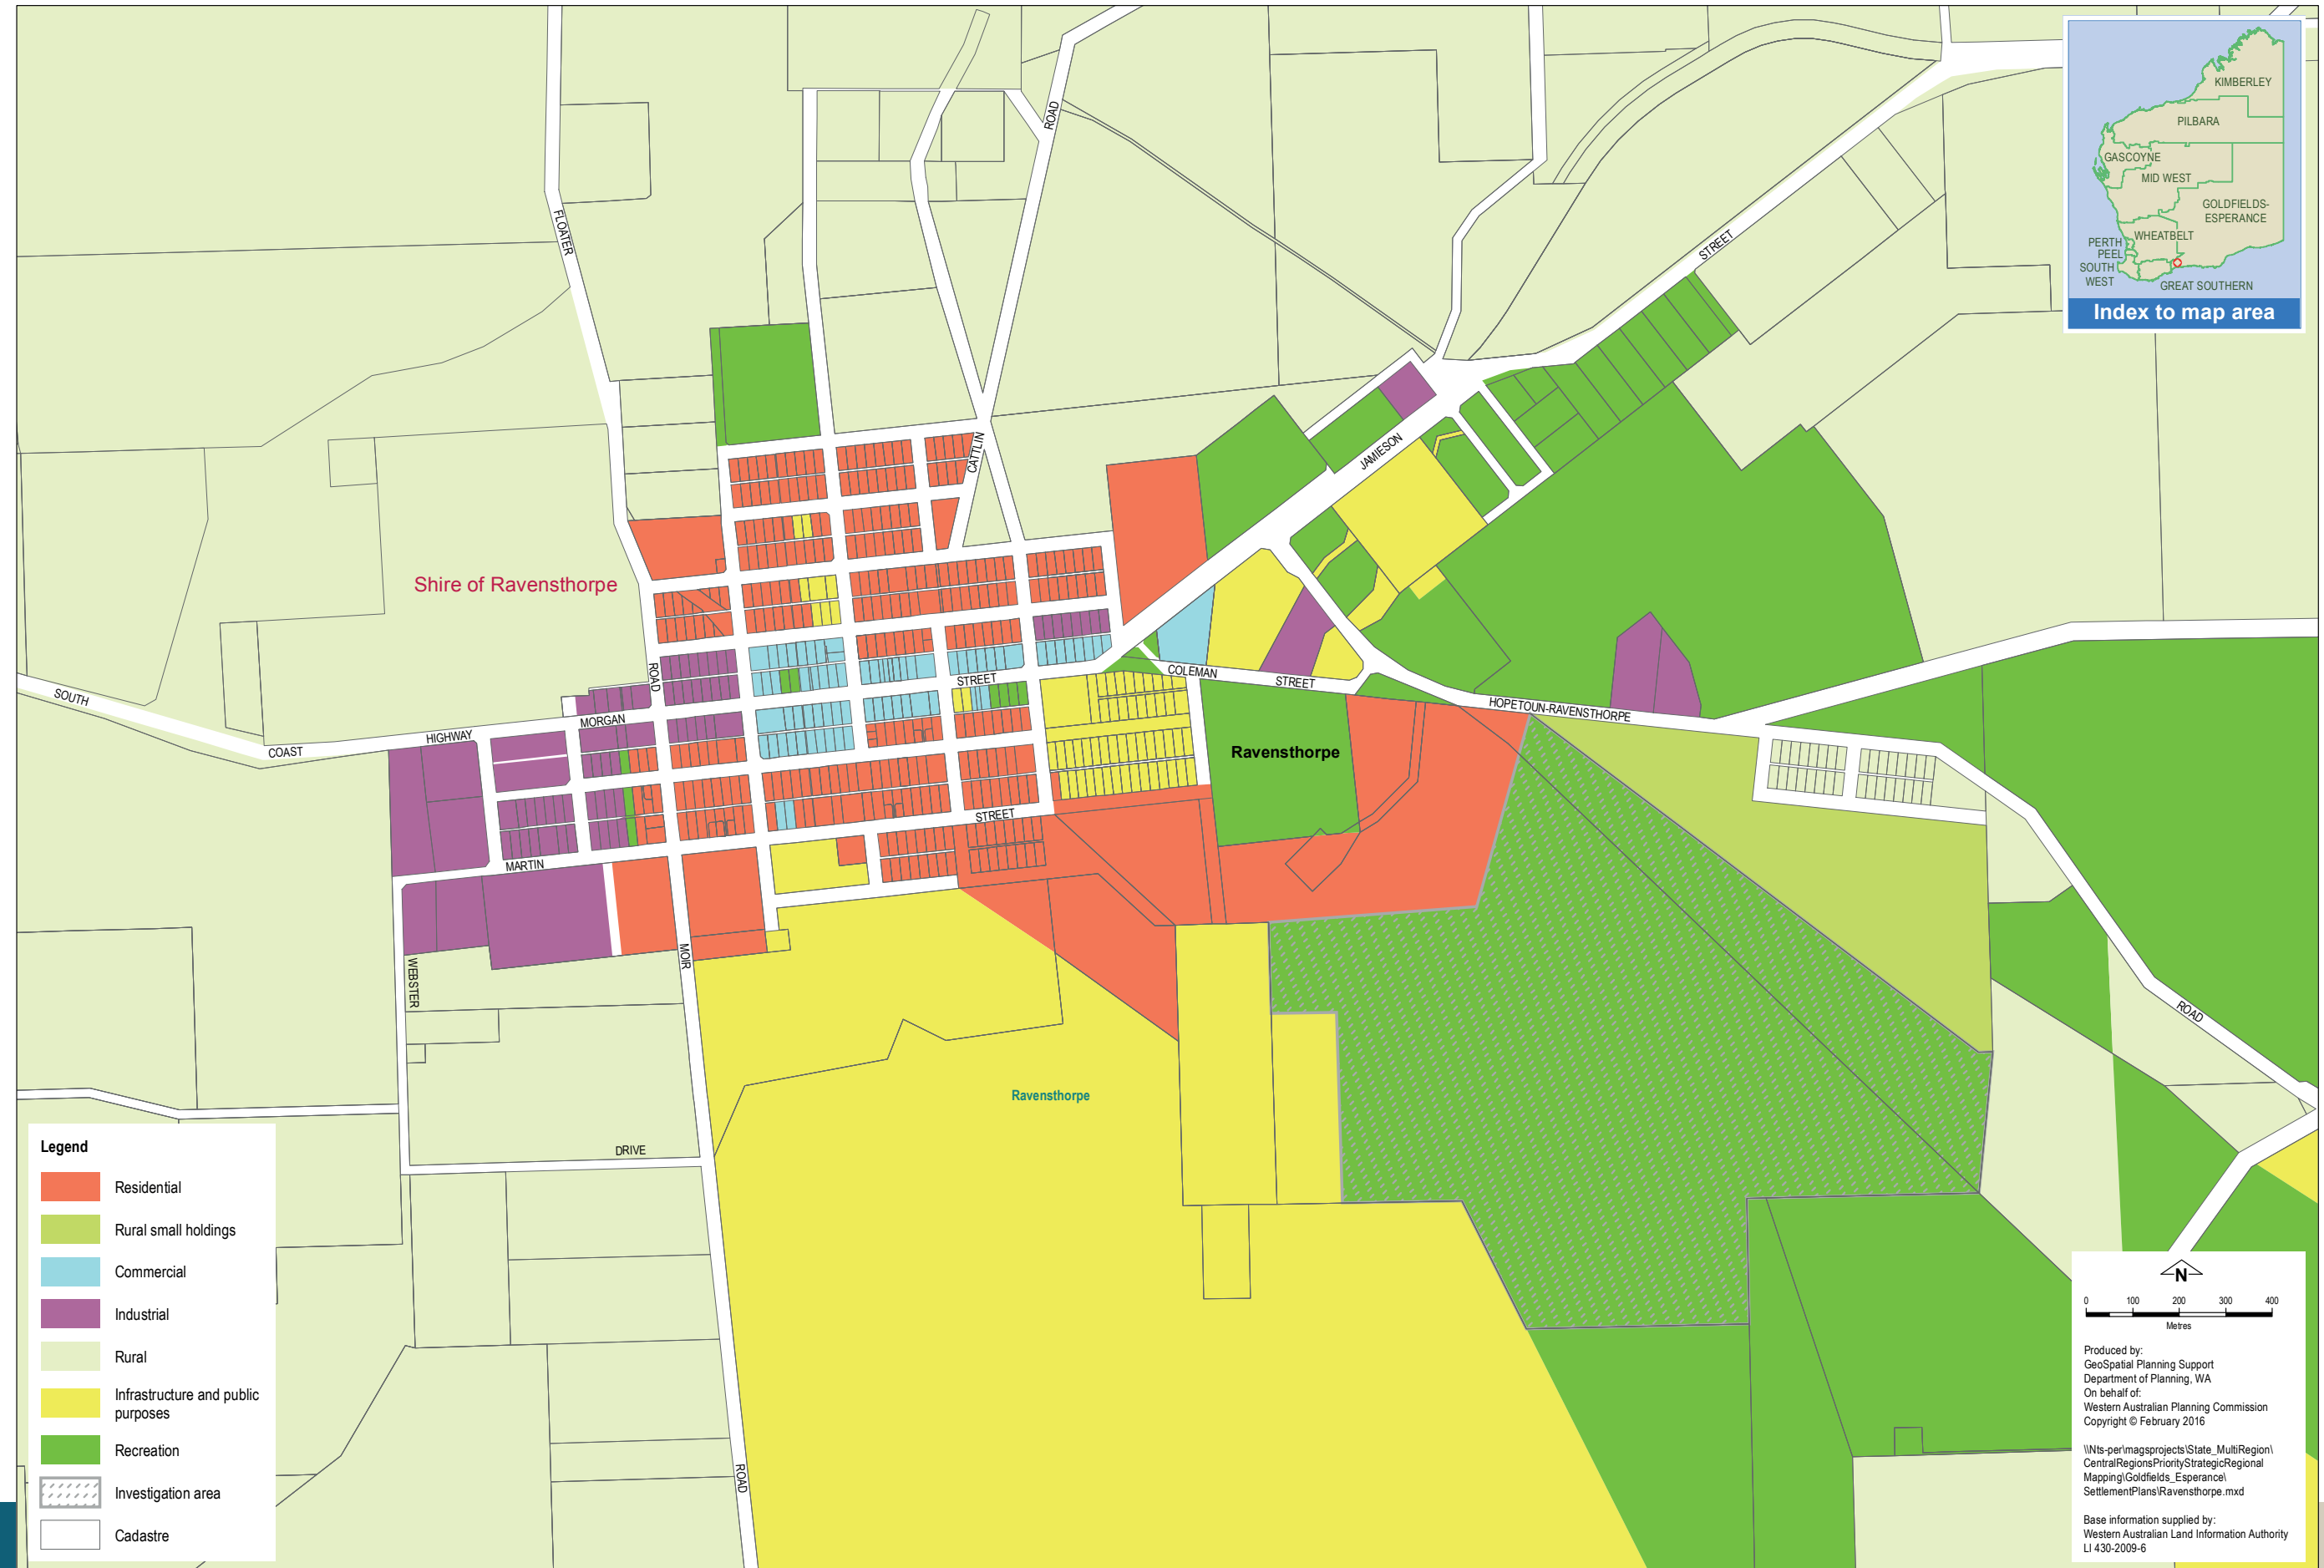 KIMBERLEY
PILBARA
GASCOYNE
MID WEST
GOLDFIELDS-
ESPERANCE
WHEATBELT
PERTH
PEEL
SOUTH
WEST
GREAT SOUTHERN
Index to map area
ROAD
FLOATER
STREET
CATTLIN
JAMIESON
Shire of Ravensthorpe
ROAD
COLEMAN
STREET
STREET
SOUTH
COAST
HIGHWAY
MORGAN
HOPETOUN-RAVENSTHORPE
Ravensthorpe
STREET
MARTIN
MOIR
WEBSTER
ROAD
Ravensthorpe
DRIVE
ROAD
Legend
Residential
Rural small holdings
Commercial
Industrial
Rural
Infrastructure and public
purposes
Recreation
Investigation area
Cadastre
N
0 100 200 300 400
Metres
Produced by:
GeoSpatial Planning Support
Department of Planning, WA
On behalf of:
Western Australian Planning Commission
Copyright © February 2016
\\Nts-per\magsprojects\State_MultiRegion\
CentralRegionsPriorityStrategicRegional
Mapping\Goldfields_Esperance\
SettlementPlans\Ravensthorpe.mxd
Base information supplied by:
Western Australian Land Information Authority
LI 430-2009-6